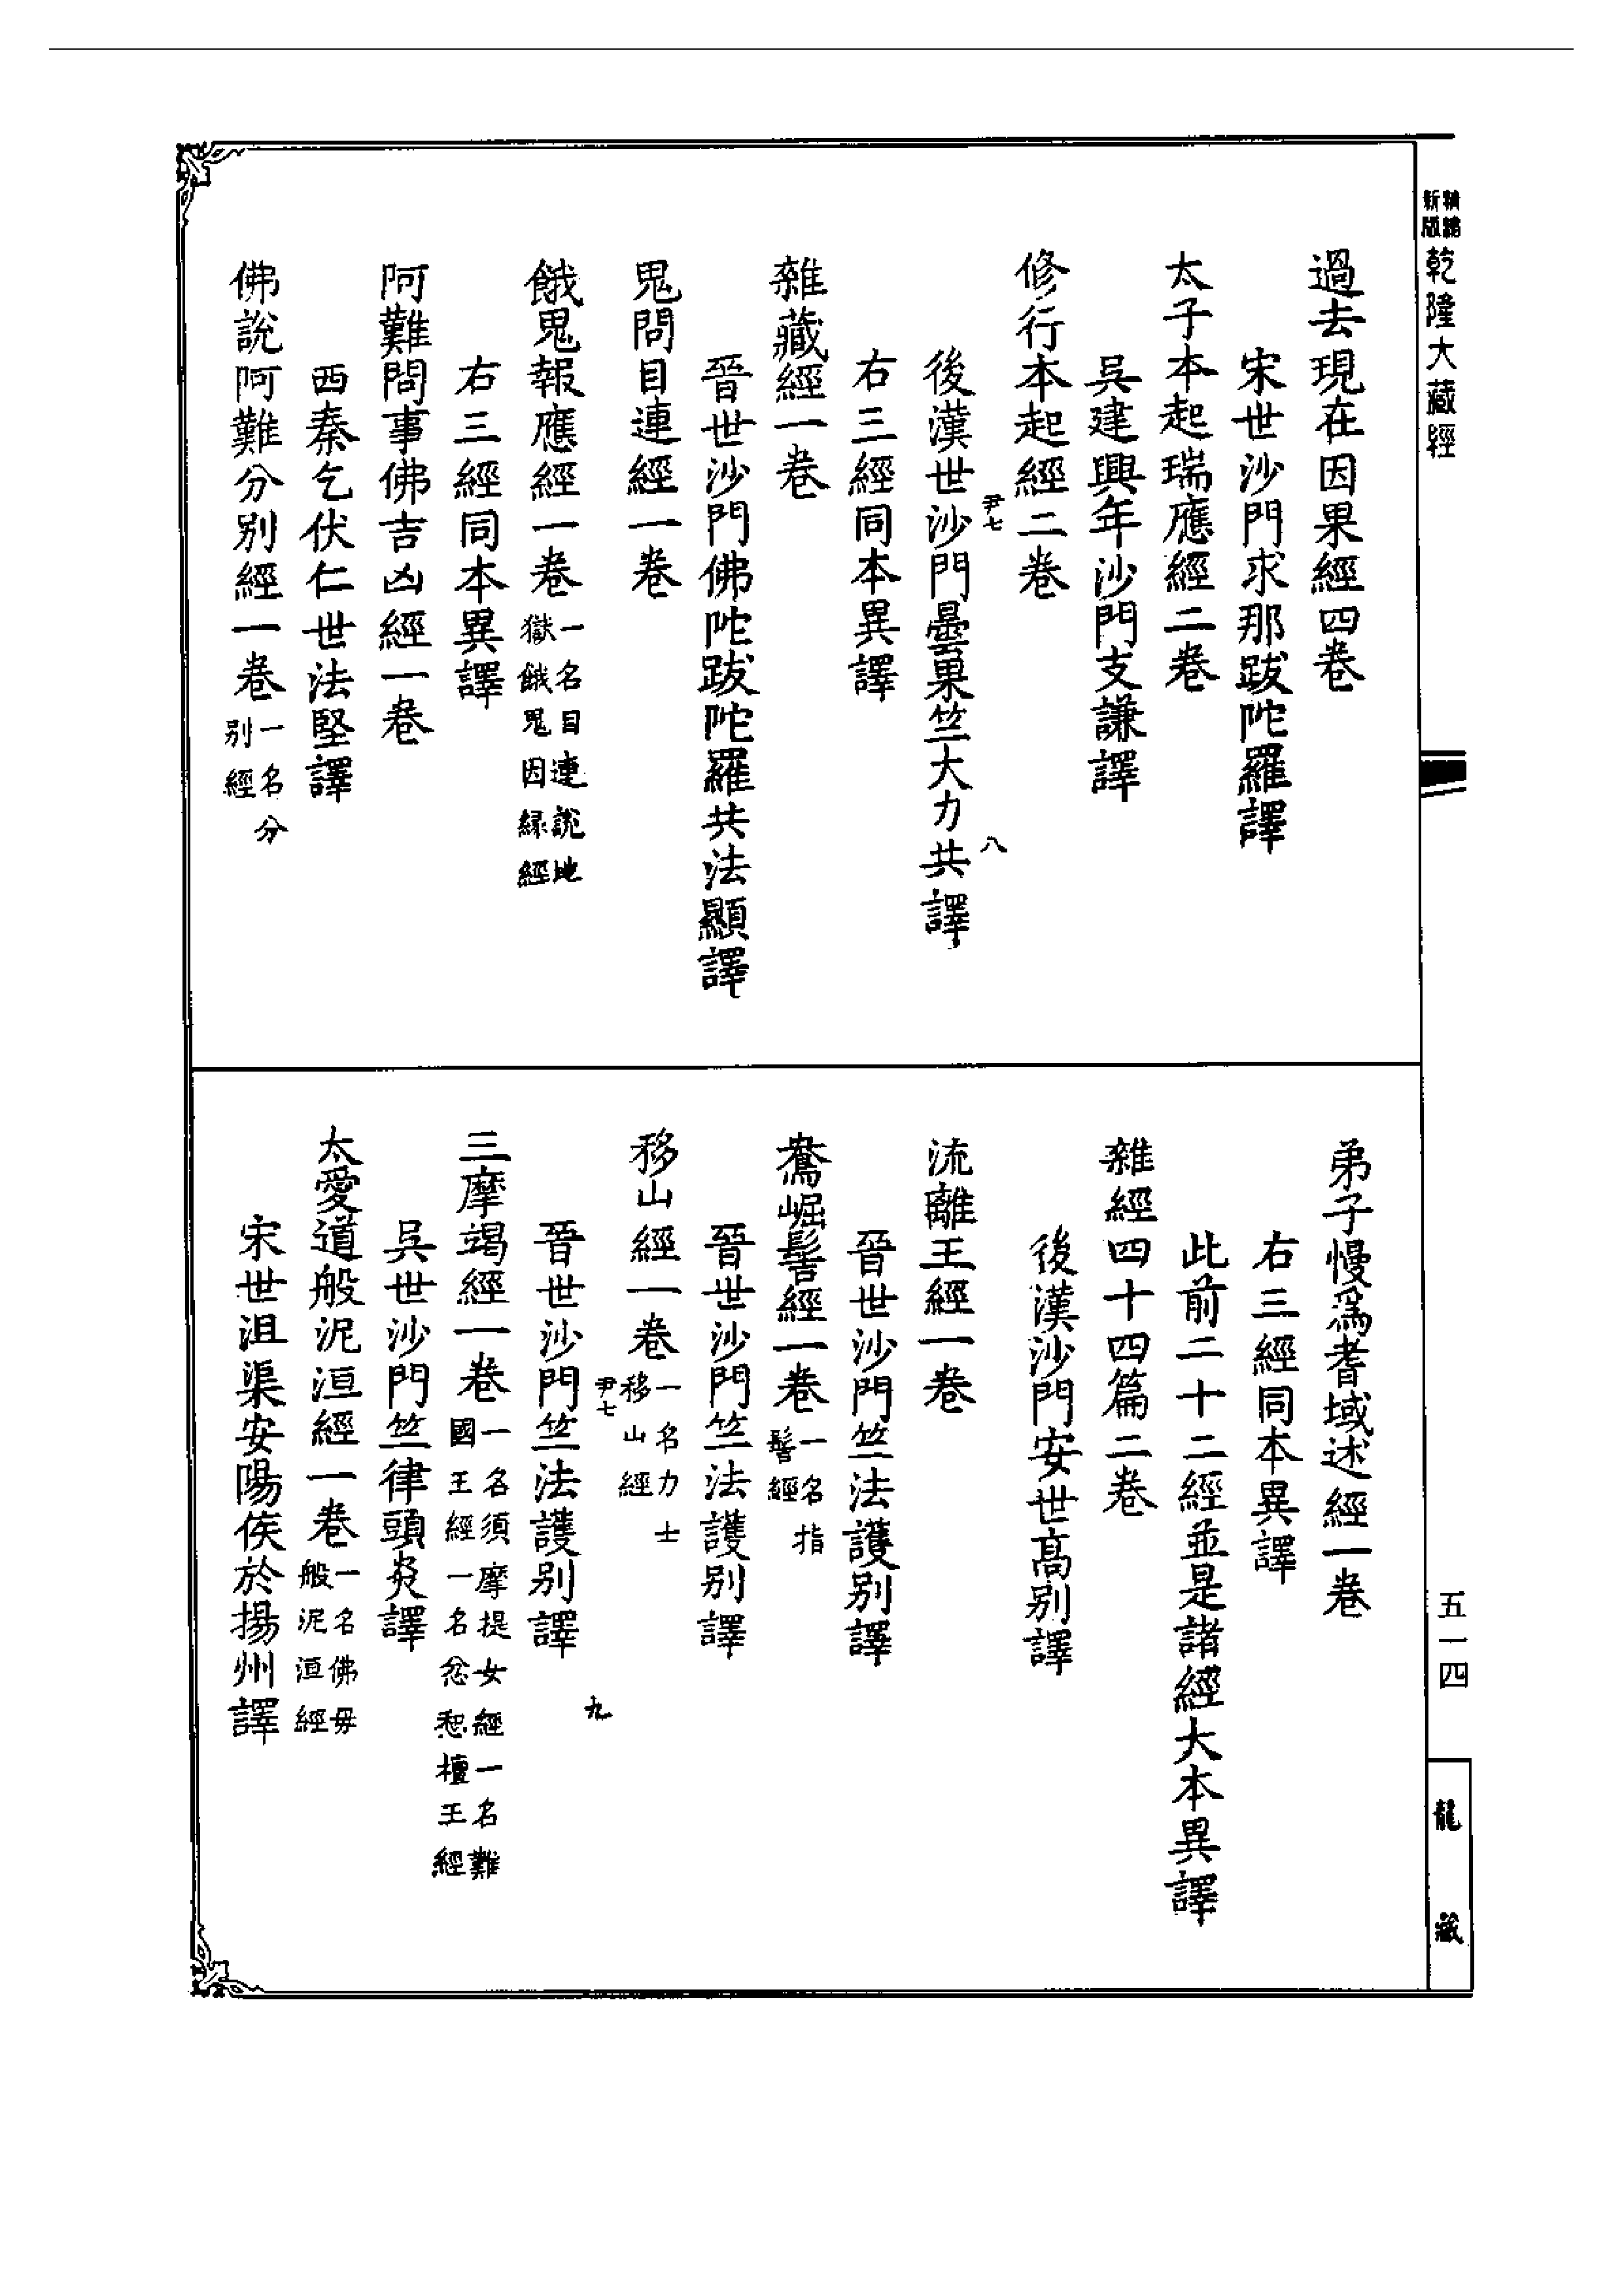 新版 乾隆大藏經
過去現在因果經四卷
宋世沙門求那跋陀羅譯
太子本起瑞應經二卷
吳建興年沙門支謙譯
修行本起經二卷
尹七 八
後漢世沙門曇果竺大力共譯
右三經同本異譯
雜藏經一卷
晉世沙門佛陀跋陀羅共法顯譯
鬼問目連經一卷
餓鬼報應經一卷一名目連說地獄餓鬼因緣經
右三經同本異譯
阿難問事佛吉凶經一卷
西秦乞伏仁世法堅譯
佛說阿難分別經一卷一名分別經
五一四
龍藏
弟子慢為耆域述經一卷
右三經同本異譯
此前二十二經並是諸經大本異譯
雜經四十四篇二卷
後漢沙門安世高別譯
流離王經一卷
晉世沙門竺法護別譯
鴦崛髻經一卷一名指髻經
晉世沙門竺法護別譯
移山經一卷一名力士移山經
尹七 九
晉世沙門竺法護別譯
三摩竭經一卷一名須摩提女經一名難國王經一名忿惒檀王經
吳世沙門竺律頭炎譯
太愛道般泥洹經一卷一名佛母般泥洹經
宋世沮渠安陽侯於揚州譯